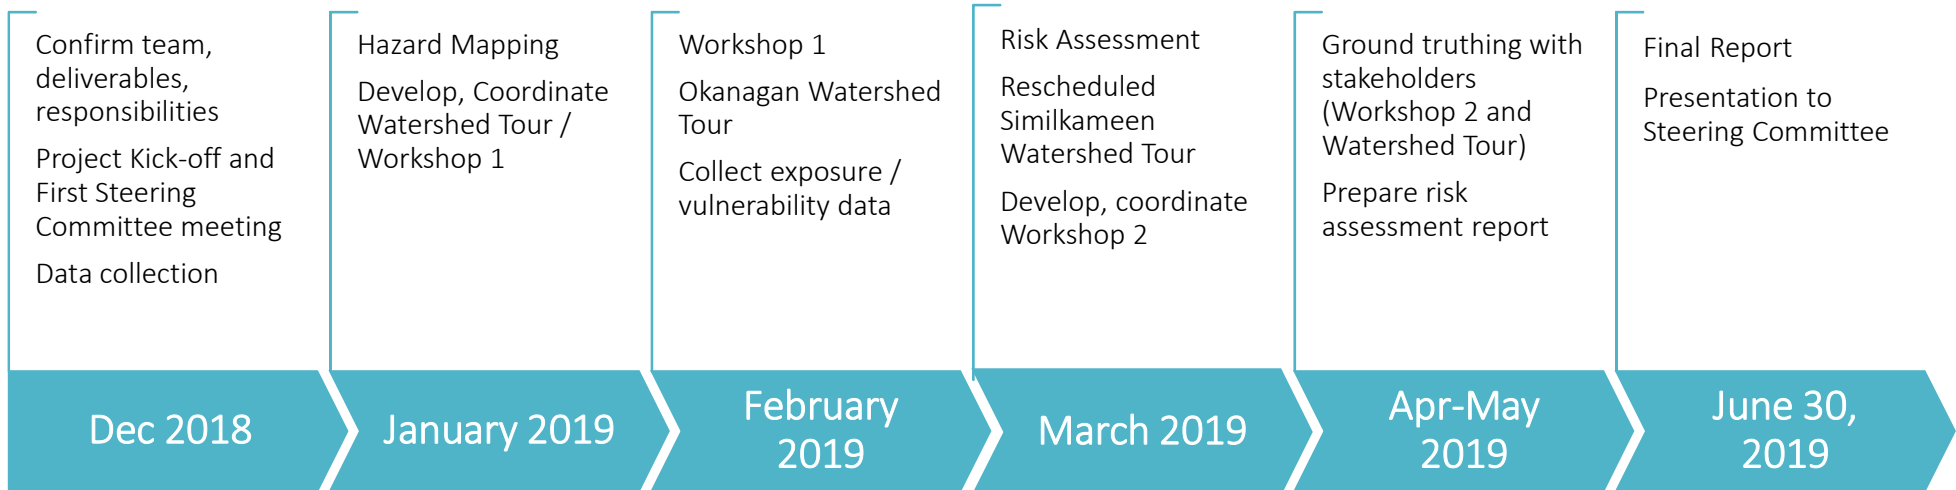 Confirm team,
deliverables,
responsibilities
Project Kick-off and
First Steering
Committee meeting
Data collection
Dec 2018
Hazard Mapping
Develop, Coordinate
Watershed Tour /
Workshop 1
January 2019
Workshop 1
Okanagan Watershed
Tour
Collect exposure /
vulnerability data
February
2019
Risk Assessment
Rescheduled
Similkameen
Watershed Tour
Develop, coordinate
Workshop 2
March 2019
Ground truthing with
stakeholders
(Workshop 2 and
Watershed Tour)
Prepare risk
assessment report
Apr-May
2019
Final Report
Presentation to
Steering Committee
June 30,
2019